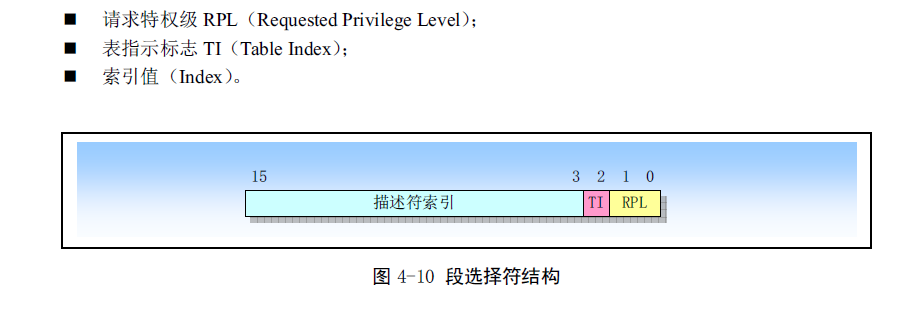 ■ 请求特权级 RPL（Requested Privilege Level）；
■ 表指示标志 TI（Table Index）；
■ 索引值（Index）。
15 3 2 1 0
描述符索引 TI RPL
图 4-10 段选择符结构